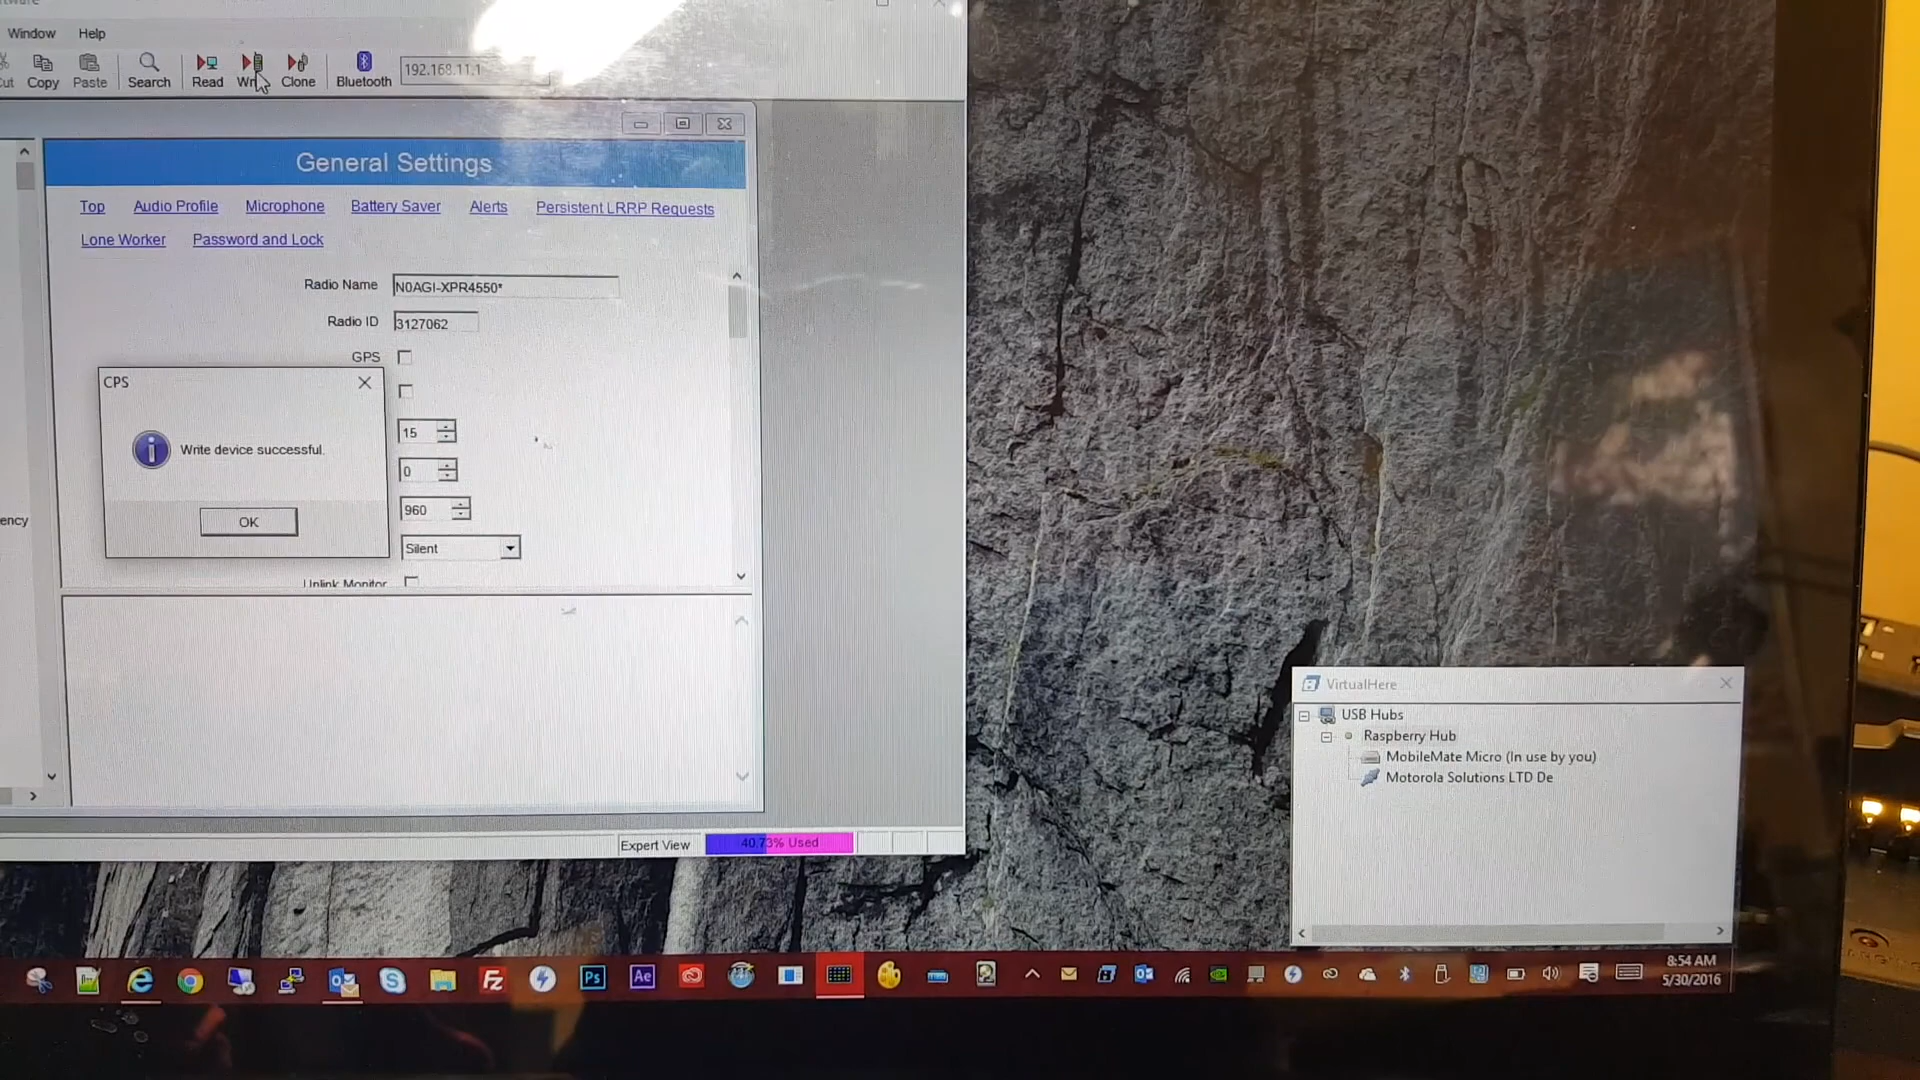 Window Help
Copy Paste Search Read Clone Bluetooth 192.168.11.1
General Settings
Top Audio Profile Microphone Battery Saver Alerts Persistent LRRP Requests
Lone Worker Password and Lock
Radio Name N0AGI-XPR4550*
Radio ID 3127062
GPS
CPS
15
Write device successful.
0
960
OK
Silent
Unlink Monitor
Expert View 40.73% Used
VirtualHere
USB Hubs
Raspberry Hub
MobileMate Micro (In use by you)
Motorola Solutions LTD De
Ps Ae
8:54 AM
5/30/2016